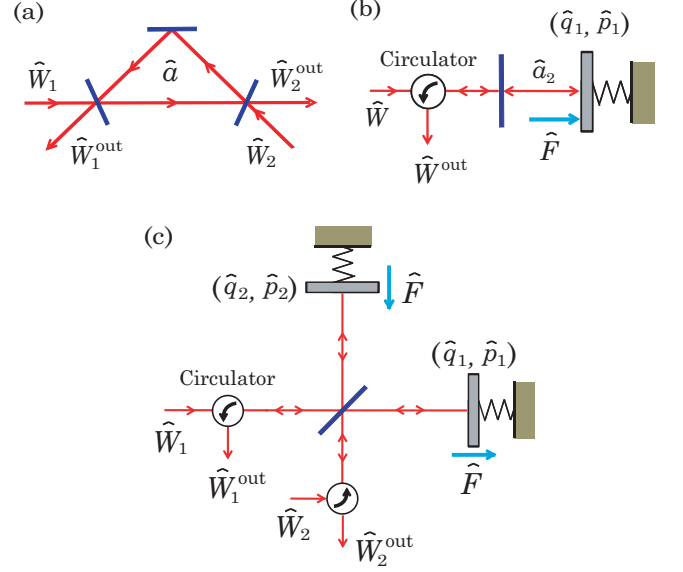 (a)
Ŵ₁
â
Ŵ₂ᵒᵘᵗ
Ŵ₁ᵒᵘᵗ
Ŵ₂
(b)
(q̂₁, p̂₁)
Circulator
Ŵ
â₂
F̂
Ŵᵒᵘᵗ
(c)
(q̂₂, p̂₂)
F̂
(q̂₁, p̂₁)
Circulator
Ŵ₁
Ŵ₁ᵒᵘᵗ
F̂
Ŵ₂
Ŵ₂ᵒᵘᵗ